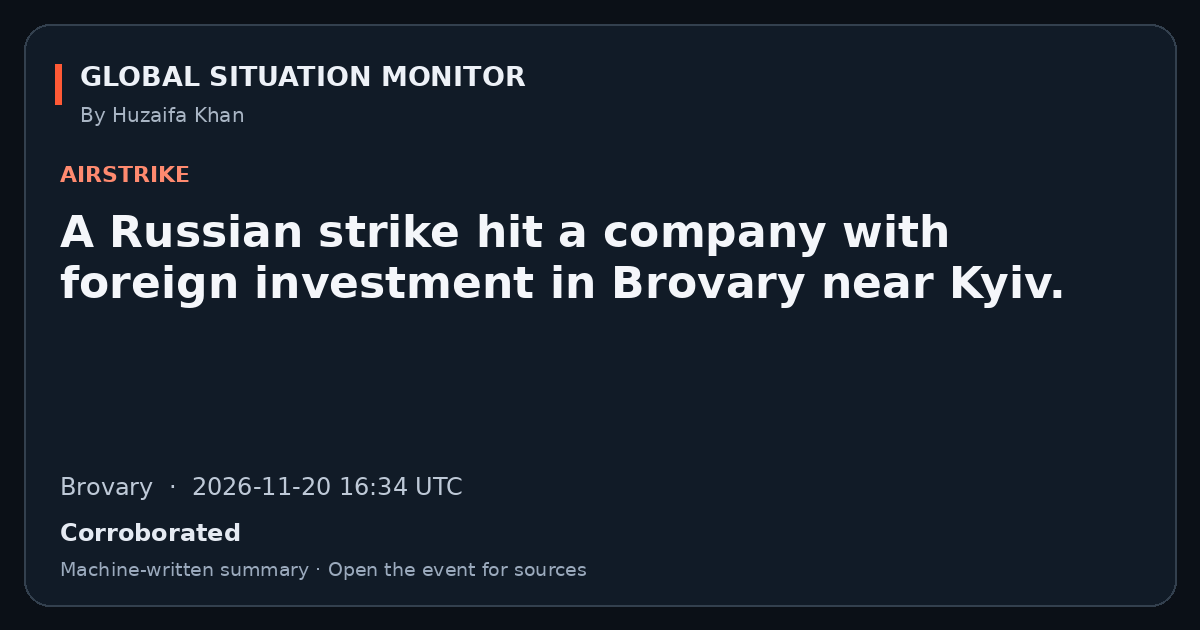 GLOBAL SITUATION MONITOR
By Huzaifa Khan
AIRSTRIKE
A Russian strike hit a company with
foreign investment in Brovary near Kyiv.
Brovary · 2026-11-20 16:34 UTC
Corroborated
Machine-written summary · Open the event for sources